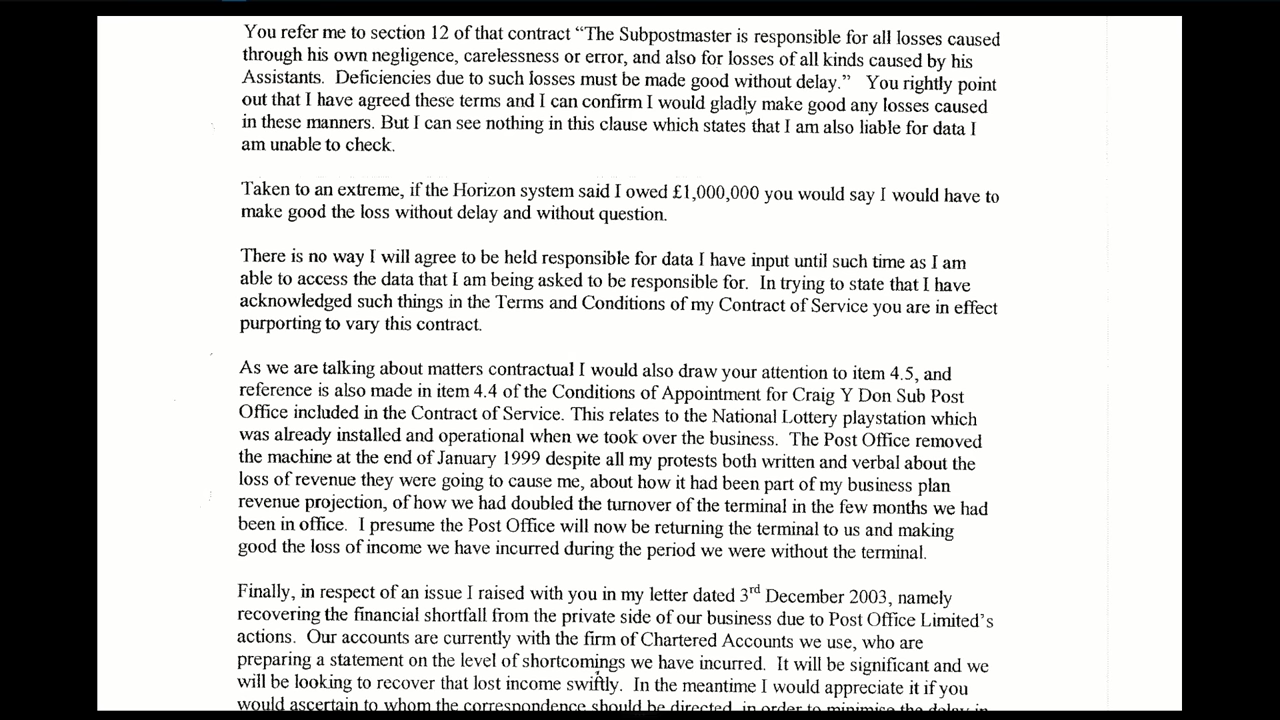 You refer me to section 12 of that contract “The Subpostmaster is responsible for all losses caused
through his own negligence, carelessness or error, and also for losses of all kinds caused by his
Assistants. Deficiencies due to such losses must be made good without delay.” You rightly point
out that I have agreed these terms and I can confirm I would gladly make good any losses caused
in these manners. But I can see nothing in this clause which states that I am also liable for data I
am unable to check.
Taken to an extreme, if the Horizon system said I owed £1,000,000 you would say I would have to
make good the loss without delay and without question.
There is no way I will agree to be held responsible for data I have input until such time as I am
able to access the data that I am being asked to be responsible for. In trying to state that I have
acknowledged such things in the Terms and Conditions of my Contract of Service you are in effect
purporting to vary this contract.
As we are talking about matters contractual I would also draw your attention to item 4.5, and
reference is also made in item 4.4 of the Conditions of Appointment for Craig Y Don Sub Post
Office included in the Contract of Service. This relates to the National Lottery playstation which
was already installed and operational when we took over the business. The Post Office removed
the machine at the end of January 1999 despite all my protests both written and verbal about the
loss of revenue they were going to cause me, about how it had been part of my business plan
revenue projection, of how we had doubled the turnover of the terminal in the few months we had
been in office. I presume the Post Office will now be returning the terminal to us and making
good the loss of income we have incurred during the period we were without the terminal.
Finally, in respect of an issue I raised with you in my letter dated 3rd December 2003, namely
recovering the financial shortfall from the private side of our business due to Post Office Limited’s
actions. Our accounts are currently with the firm of Chartered Accounts we use, who are
preparing a statement on the level of shortcomings we have incurred. It will be significant and we
will be looking to recover that lost income swiftly. In the meantime I would appreciate it if you
would ascertain to whom the correspondence should be directed, in order to minimise the delay in